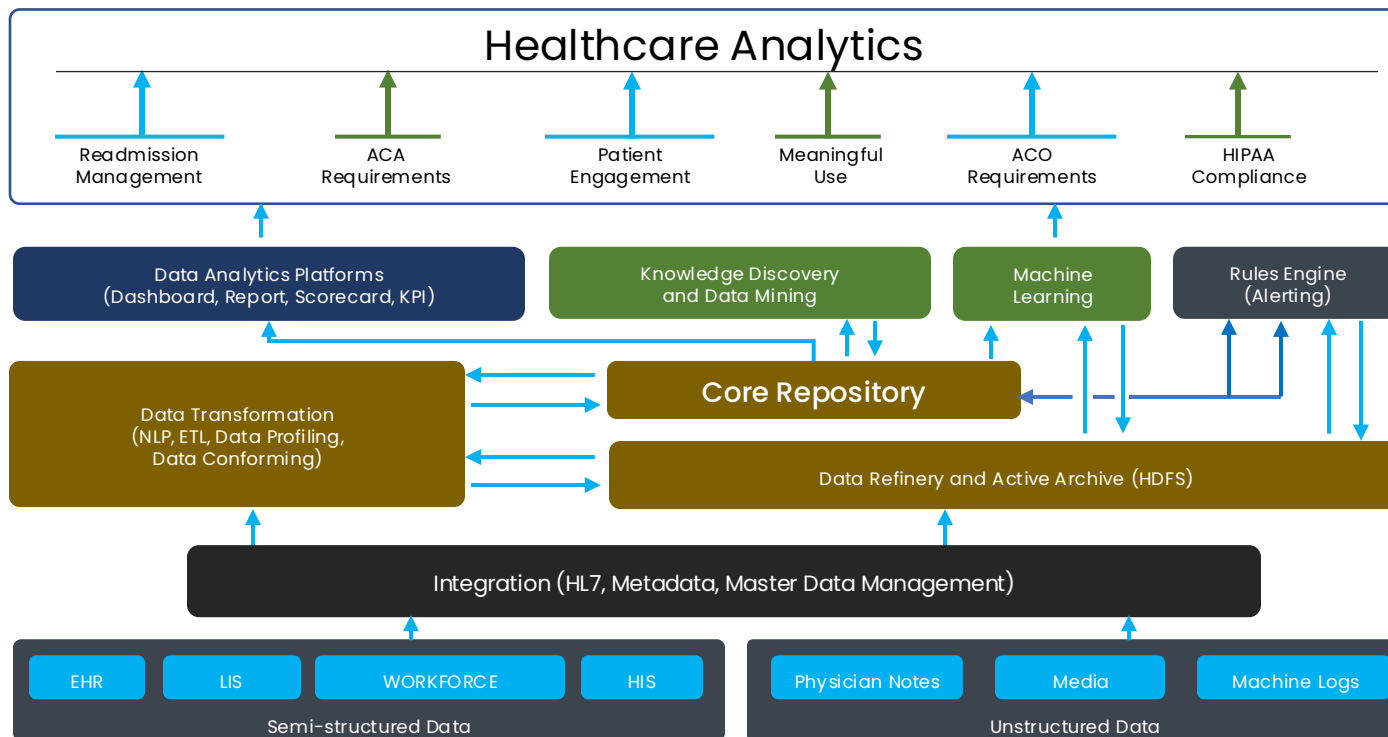 Healthcare Analytics
Readmission
Management
ACA
Requirements
Patient
Engagement
Meaningful
Use
ACO
Requirements
HIPAA
Compliance
Data Analytics Platforms
(Dashboard, Report, Scorecard, KPI)
Knowledge Discovery
and Data Mining
Machine
Learning
Rules Engine
(Alerting)
Data Transformation
(NLP, ETL, Data Profiling,
Data Conforming)
Core Repository
Data Refinery and Active Archive (HDFS)
Integration (HL7, Metadata, Master Data Management)
EHR
LIS
WORKFORCE
HIS
Semi-structured Data
Physician Notes
Media
Machine Logs
Unstructured Data